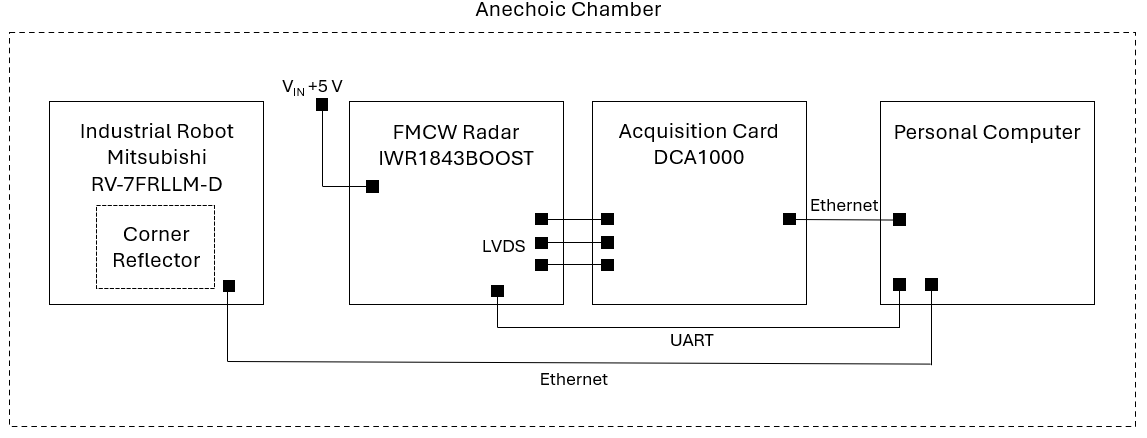 Anechoic Chamber
V_IN +5 V
Industrial Robot
Mitsubishi
RV-7FRLLM-D
Corner
Reflector
FMCW Radar
IWR1843BOOST
LVDS
Acquisition Card
DCA1000
Ethernet
Personal Computer
UART
Ethernet